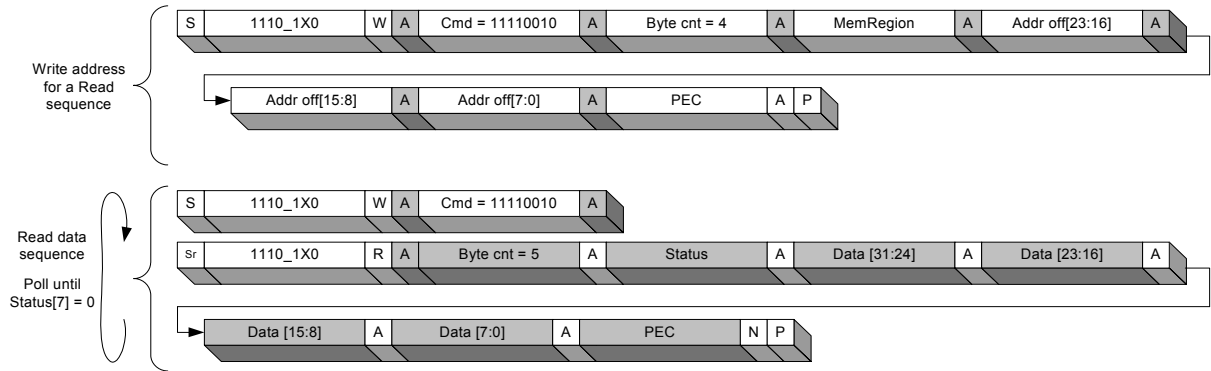 S 1110_1X0 W A Cmd = 11110010 A Byte cnt = 4 A MemRegion A Addr off[23:16] A
Write address
for a Read
sequence
Addr off[15:8] A Addr off[7:0] A PEC A P
S 1110_1X0 W A Cmd = 11110010 A
Read data
sequence
Poll until
Status[7] = 0
Sr 1110_1X0 R A Byte cnt = 5 A Status A Data [31:24] A Data [23:16] A
Data [15:8] A Data [7:0] A PEC N P